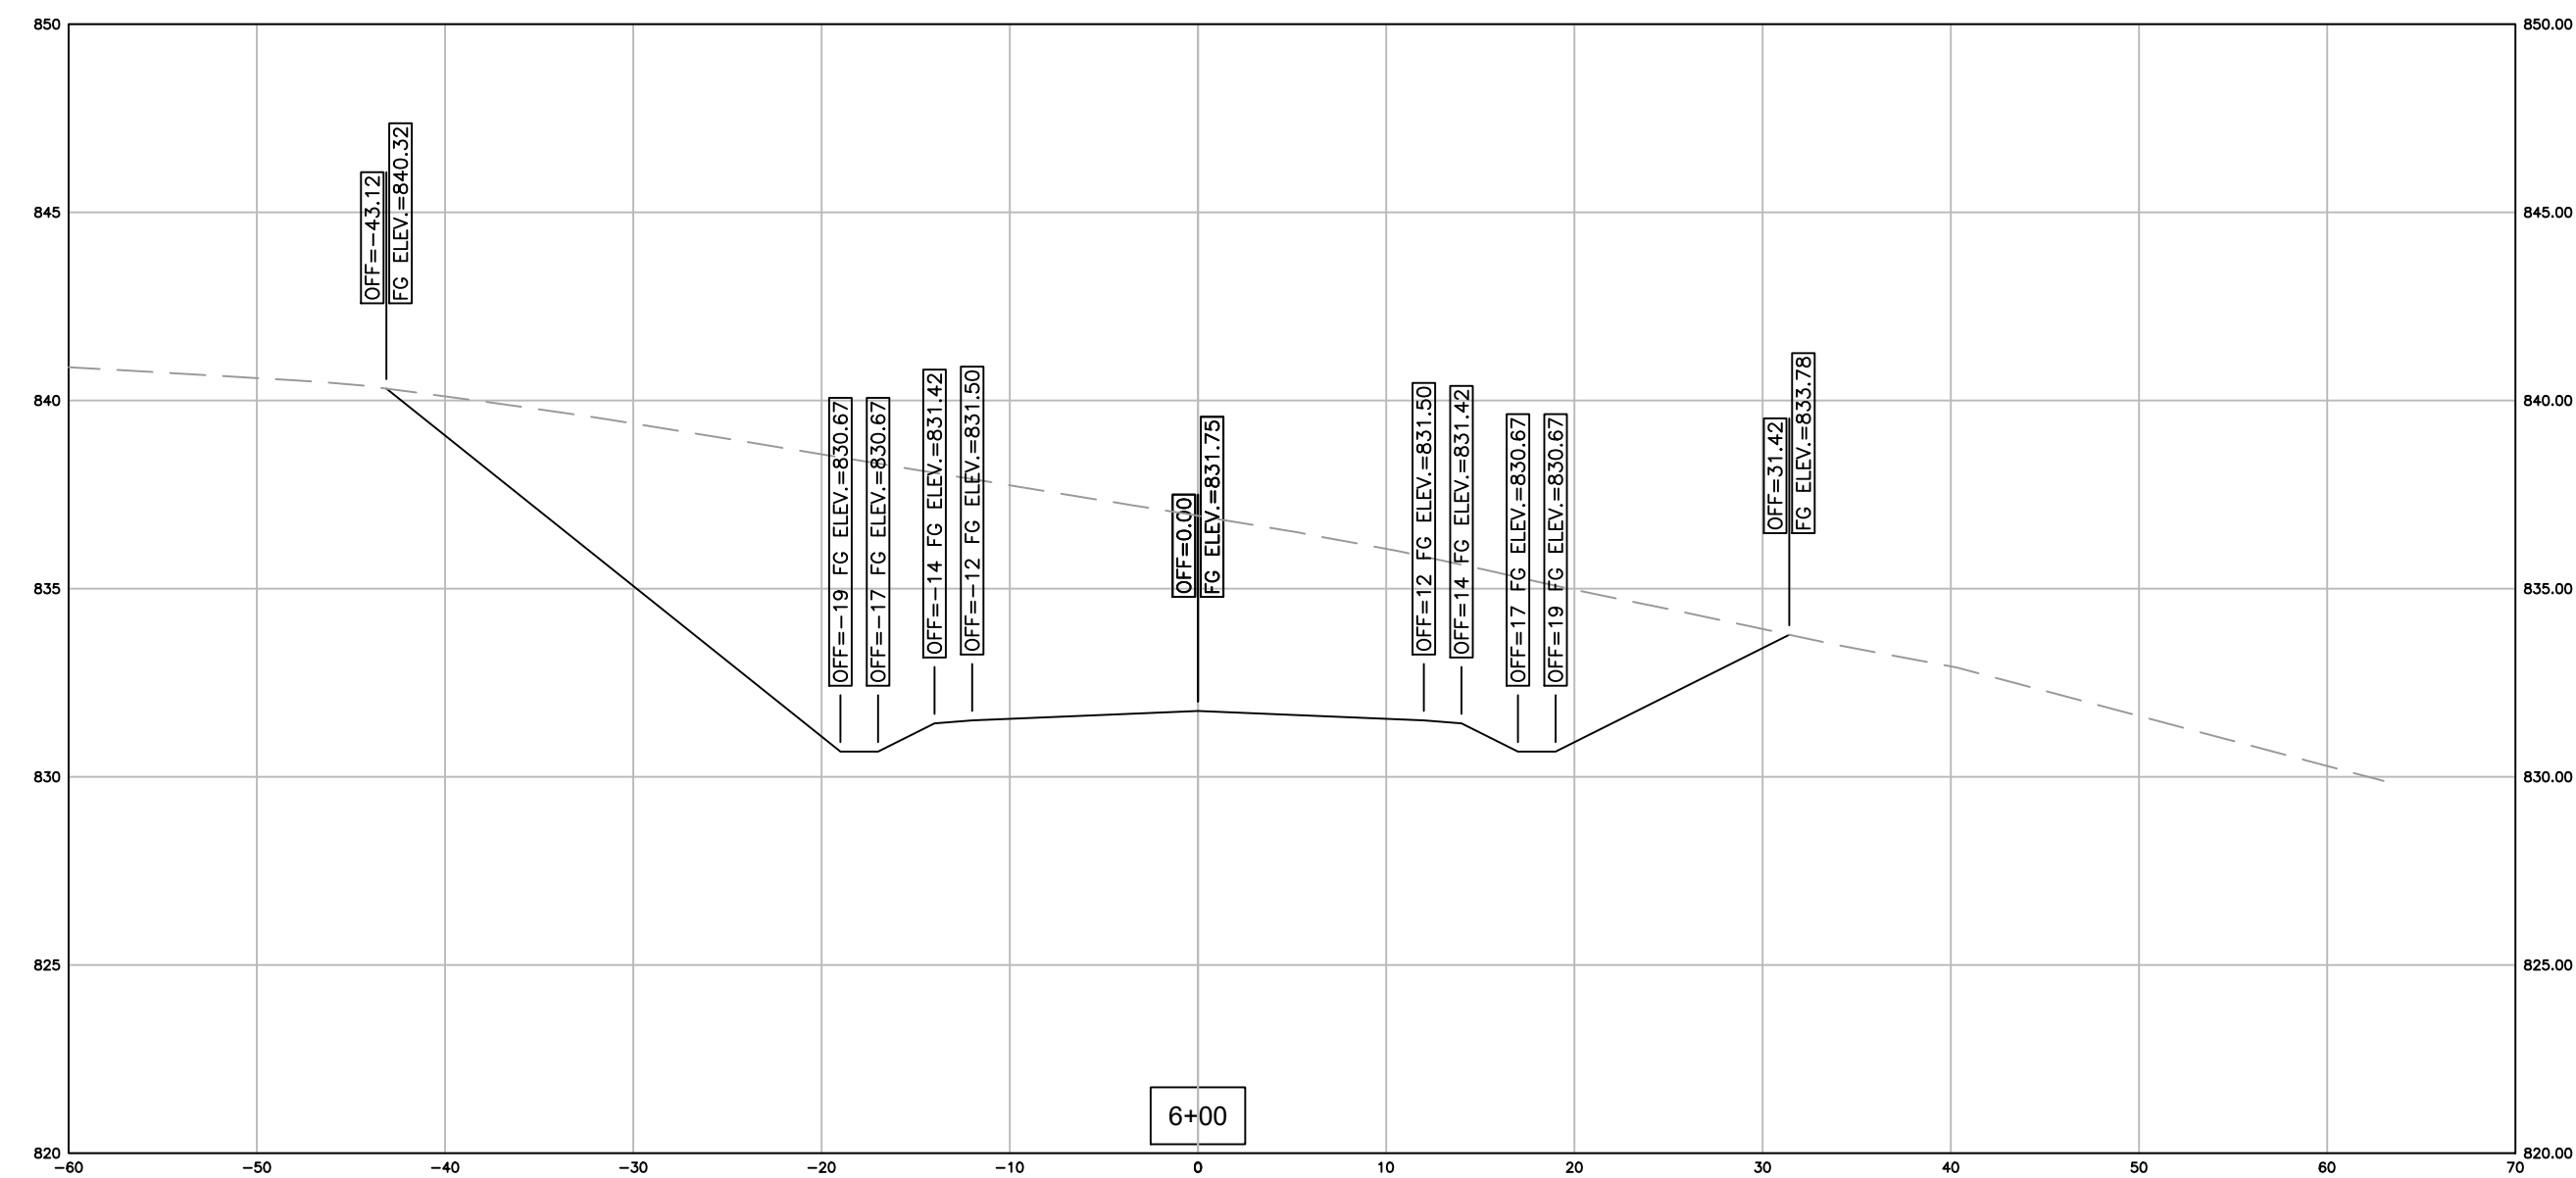 850
850.00
OFF=-43.12
FG ELEV.=840.32
845
845.00
840
840.00
OFF=-19 FG ELEV.=830.67
OFF=-17 FG ELEV.=830.67
OFF=-14 FG ELEV.=831.42
OFF=-12 FG ELEV.=831.50
OFF=0.00
FG ELEV.=831.75
OFF=12 FG ELEV.=831.50
OFF=14 FG ELEV.=831.42
OFF=17 FG ELEV.=830.67
OFF=19 FG ELEV.=830.67
OFF=31.42
FG ELEV.=833.78
835
835.00
830
830.00
825
825.00
6+00
820
820.00
-60 -50 -40 -30 -20 -10 0 10 20 30 40 50 60 70